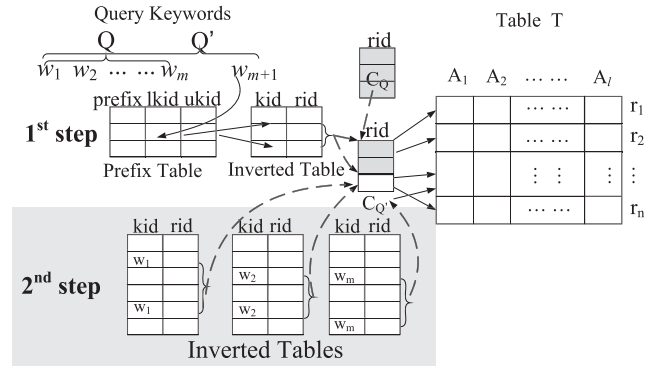 Query Keywords
Table T
Q Q'
rid
w1 w2 ... ... wm wm+1
CQ
A1 A2 ... ... Al
prefix lkid ukid
kid rid
rid
1st step
... ... r1
... ... r2
⋮ ⋮ ⋮ ⋮
... ... rn
Prefix Table
Inverted Table
CQ'
2nd step
kid rid
w1
w1
kid rid
w2
w2
kid rid
wm
wm
Inverted Tables